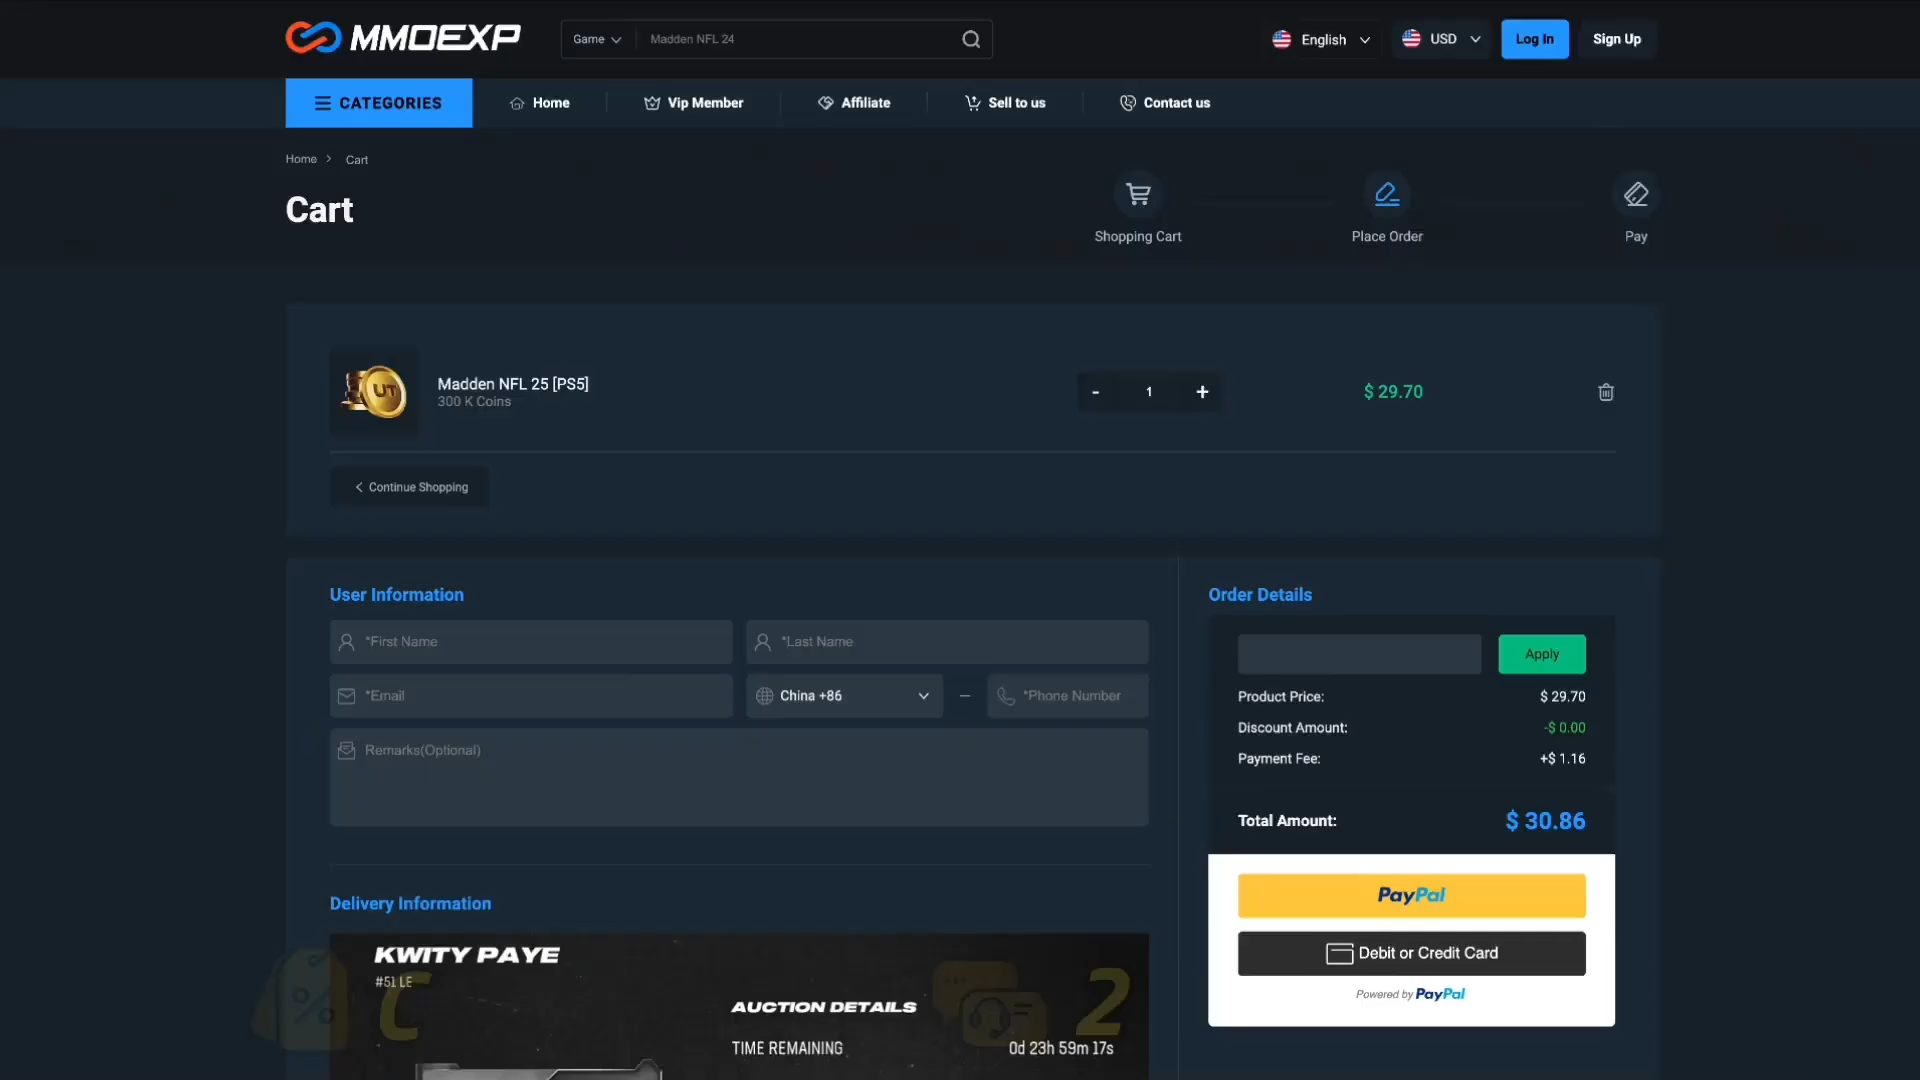 MMOEXP
Game
Madden NFL 24
English
USD
Log In
Sign Up
CATEGORIES
Home
Vip Member
Affiliate
Sell to us
Contact us
Home > Cart
Cart
Shopping Cart
Place Order
Pay
UT
Madden NFL 25 [PS5]
300 K Coins
- 1 +
$ 29.70
< Continue Shopping
User Information
*First Name
*Last Name
*Email
China +86
—
*Phone Number
Remarks(Optional)
Order Details
Apply
Product Price: $ 29.70
Discount Amount: -$ 0.00
Payment Fee: +$ 1.16
Total Amount: $ 30.86
PayPal
Debit or Credit Card
Powered by PayPal
Delivery Information
KWITY PAYE
#51 LE
%
C
2
AUCTION DETAILS
TIME REMAINING 0d 23h 59m 17s